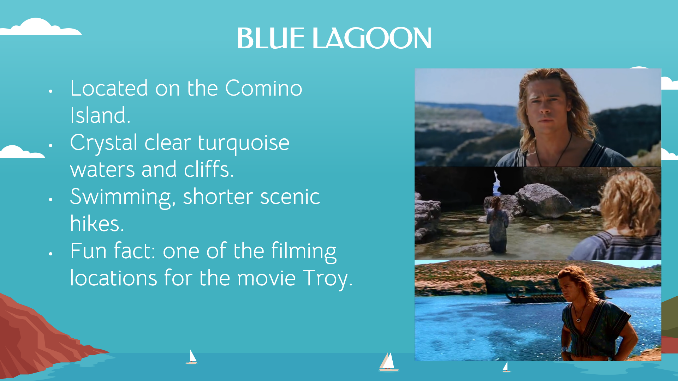 BLUE LAGOON
• Located on the Comino
Island.
• Crystal clear turquoise
waters and cliffs.
• Swimming, shorter scenic
hikes.
• Fun fact: one of the filming
locations for the movie Troy.